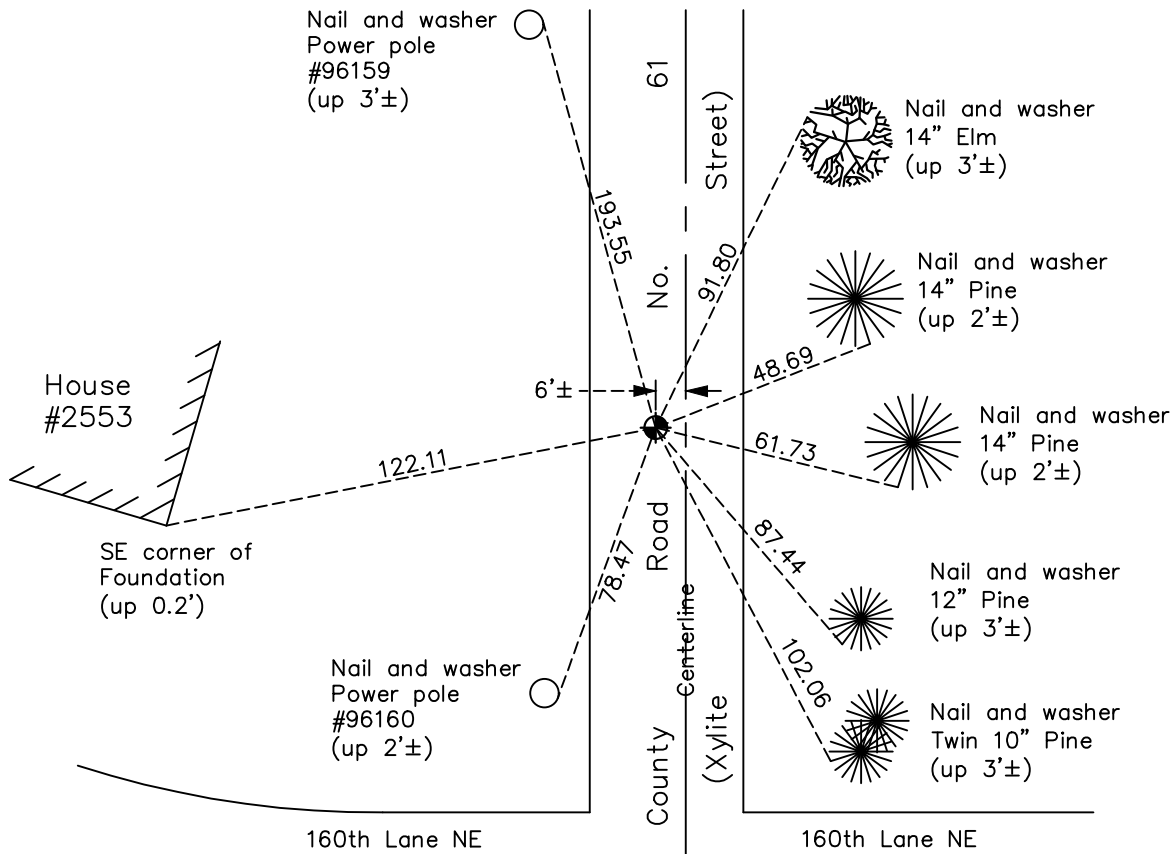 Nail and washer
Power pole
#96159
(up 3'±)
61
Street)
Nail and washer
14” Elm
(up 3'±)
193.55
91.80
No.
Nail and washer
14” Pine
(up 2'±)
48.69
6'±
House
#2553
Nail and washer
14” Pine
(up 2'±)
61.73
122.11
SE corner of
Foundation
(up 0.2')
Road
78.47
87.44
Nail and washer
12” Pine
(up 3'±)
Centerline
Nail and washer
Power pole
#96160
(up 2'±)
102.06
County
(Xylite
Nail and washer
Twin 10” Pine
(up 3'±)
160th Lane NE
160th Lane NE